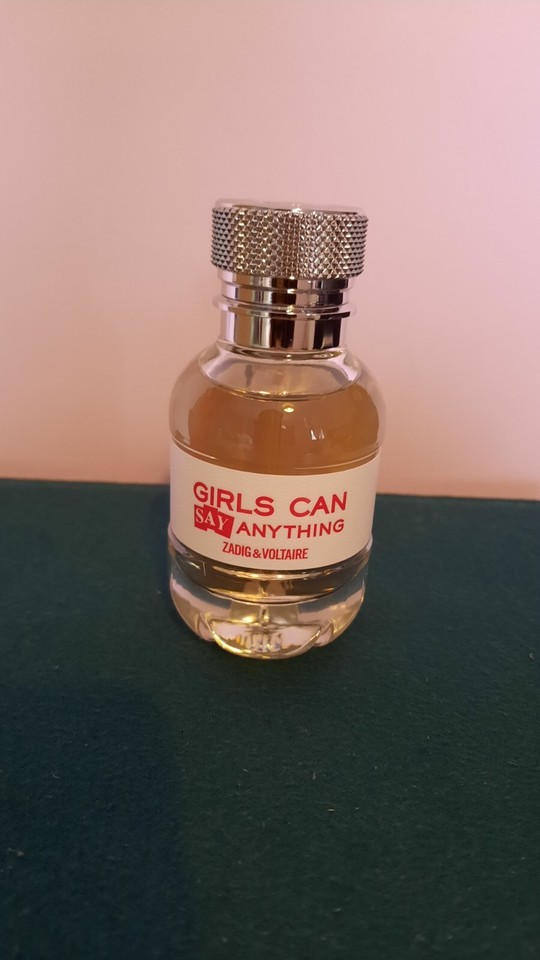 GIRLS CAN
SAY ANYTHING
ZADIG & VOLTAIRE